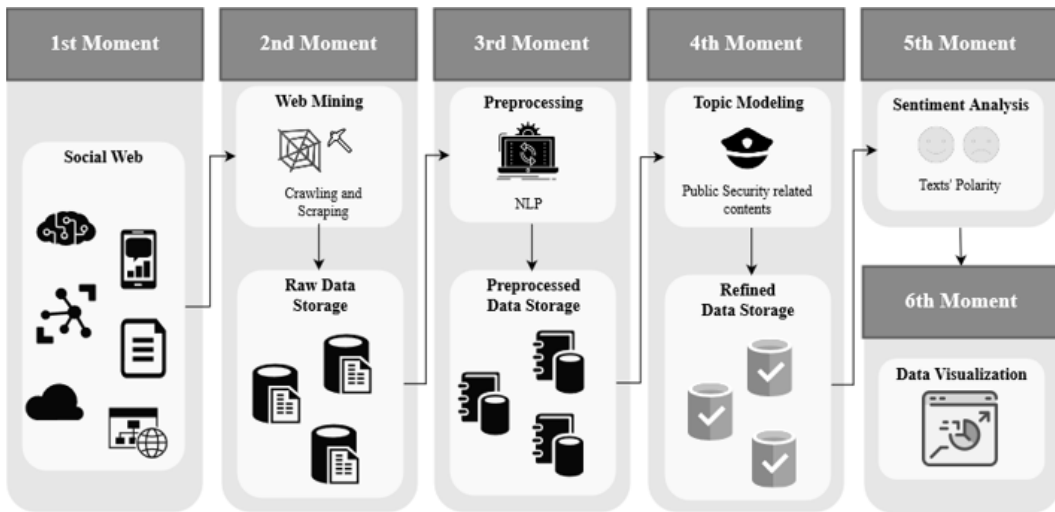 1st Moment
Social Web
2nd Moment
Web Mining
Crawling and
Scraping
Raw Data
Storage
3rd Moment
Preprocessing
NLP
Preprocessed
Data Storage
4th Moment
Topic Modeling
Public Security related
contents
Refined
Data Storage
5th Moment
Sentiment Analysis
Texts' Polarity
6th Moment
Data Visualization